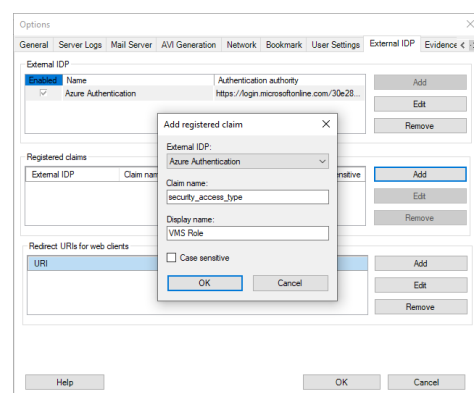 Options
General Server Logs Mail Server AVI Generation Network Bookmark User Settings External IDP Evidence
External IDP
Enabled Name Authentication authority
Azure Authentication https://login.microsoftonline.com/30e28...
Add
Edit
Remove
Add registered claim
External IDP:
Azure Authentication
Claim name:
security_access_type
Display name:
VMS Role
Case sensitive
OK Cancel
Registered claims
External IDP Claim nam
Add
Edit
Remove
Redirect URIs for web clients
URI
Add
Edit
Remove
Help OK Cancel